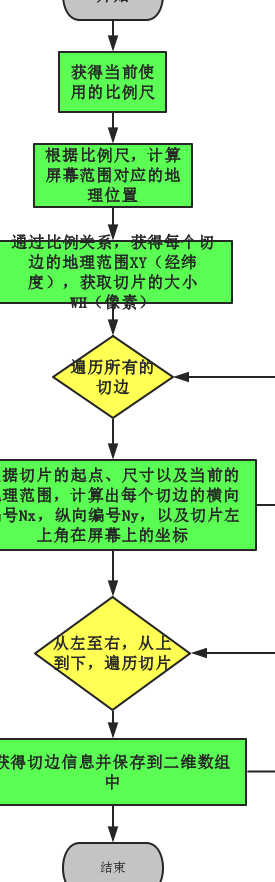 获得当前使
用的比例尺
根据比例尺，计算
屏幕范围对应的地
理位置
通过比例关系，获得每个切
边的地理范围XY（经纬
度），获取切片的大小
WH（像素）
遍历所有的
切边
据切片的起点、尺寸以及当前的
理范围，计算出每个切边的横向
号Nx，纵向编号Ny，以及切片左
上角在屏幕上的坐标
从左至右，从上
到下，遍历切片
获得切边信息并保存到二维数组
中
结束